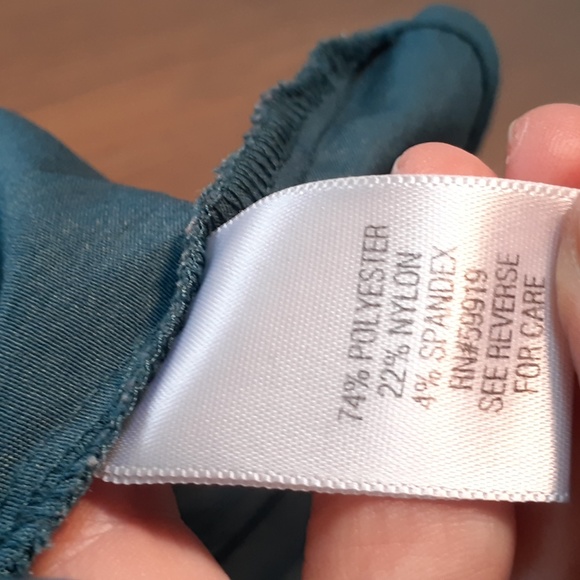 74% POLYESTER
22% NYLON
4% SPANDEX
RN#59919
SEE REVERSE
FOR CARE